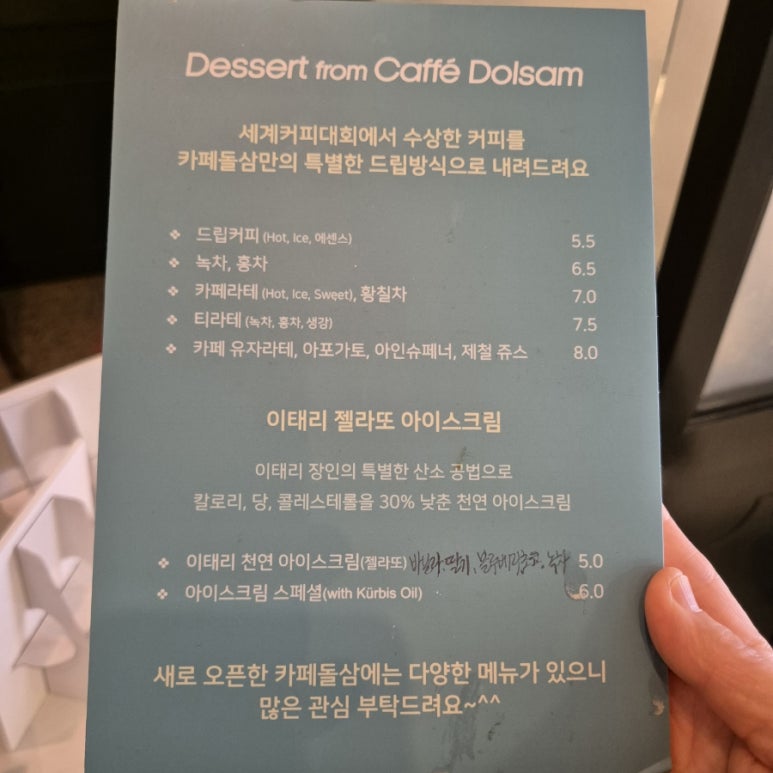 Dessert from Caffé Dolsam
세계커피대회에서 수상한 커피를
카페돌삼만의 특별한 드립방식으로 내려드려요
❖ 드립커피 (Hot, Ice, 에센스) 5.5
❖ 녹차, 홍차 6.5
❖ 카페라테 (Hot, Ice, Sweet), 황칠차 7.0
❖ 티라테 (녹차, 홍차, 생강) 7.5
❖ 카페 유자라테, 아포가토, 아인슈페너, 제철 쥬스 8.0
이태리 젤라또 아이스크림
이태리 장인의 특별한 산소 공법으로
칼로리, 당, 콜레스테롤을 30% 낮춘 천연 아이스크림
❖ 이태리 천연 아이스크림(젤라또) 바닐라, 딸기, 블루베리, 초코, 녹차 5.0
❖ 아이스크림 스페셜(with Kürbis Oil) 6.0
새로 오픈한 카페돌삼에는 다양한 메뉴가 있으니
많은 관심 부탁드려요~^^